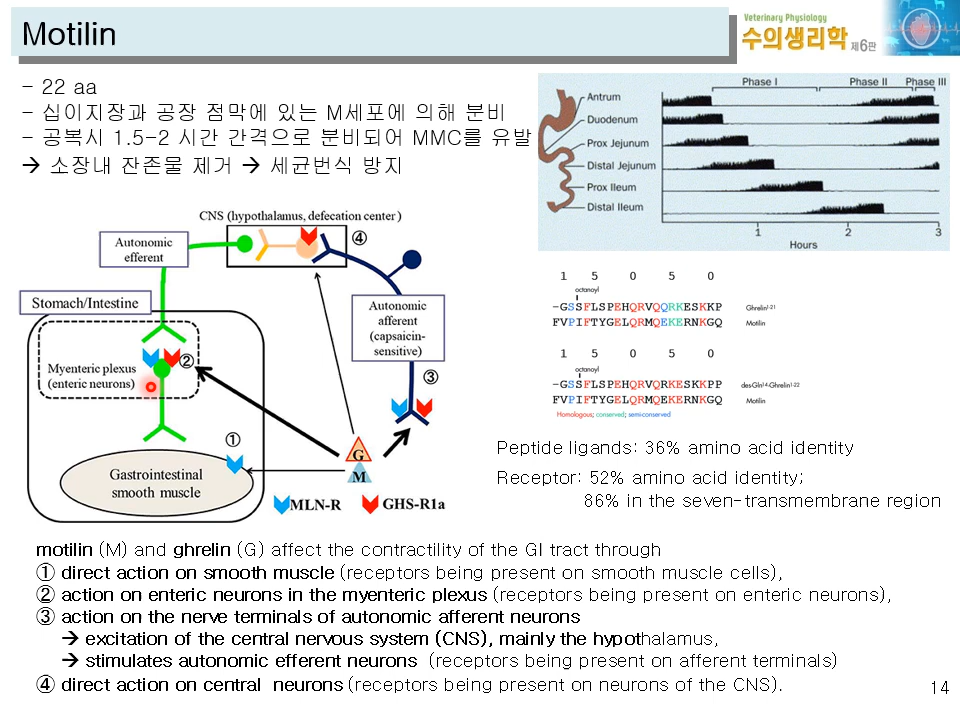 Motilin
Veterinary Physiology
수의생리학 제6판
- 22 aa
- 십이지장과 공장 점막에 있는 M세포에 의해 분비
- 공복시 1.5-2 시간 간격으로 분비되어 MMC를 유발
→ 소장내 잔존물 제거 → 세균번식 방지
Phase I Phase II Phase III
Antrum
Duodenum
Prox Jejunum
Distal Jejunum
Prox Ileum
Distal Ileum
1 2 3
Hours
CNS (hypothalamus, defecation center)
④
Autonomic
efferent
Stomach/Intestine
Autonomic
afferent
(capsaicin-
sensitive)
Myenteric plexus
(enteric neurons)
②
③
①
Gastrointestinal
smooth muscle
G
M
MLN-R GHS-R1a
1 5 0 5 0
octanoyl
-GSSFLSPEHQRVQQRKESKKP Ghrelin1-21
FVPIFTYGELQRMQEKERNKGQ Motilin
1 5 0 5 0
octanoyl
-GSSFLSPEHQRVQRKESKKPP des-Gln14-Ghrelin1-22
FVPIFTYGELQRMQEKERNKGQ Motilin
Homologous; conserved; semi-conserved
Peptide ligands: 36% amino acid identity
Receptor: 52% amino acid identity;
86% in the seven-transmembrane region
motilin (M) and ghrelin (G) affect the contractility of the GI tract through
① direct action on smooth muscle (receptors being present on smooth muscle cells),
② action on enteric neurons in the myenteric plexus (receptors being present on enteric neurons),
③ action on the nerve terminals of autonomic afferent neurons
→ excitation of the central nervous system (CNS), mainly the hypothalamus,
→ stimulates autonomic efferent neurons (receptors being present on afferent terminals)
④ direct action on central neurons (receptors being present on neurons of the CNS).
14